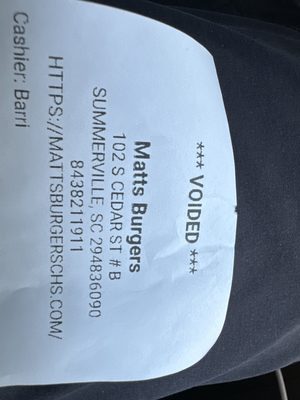 *** VOIDED ***
Matts Burgers
102 S CEDAR ST # B
SUMMERVILLE, SC 294836090
8438211911
HTTPS://MATTSBURGERSCHS.COM/
Cashier: Barri